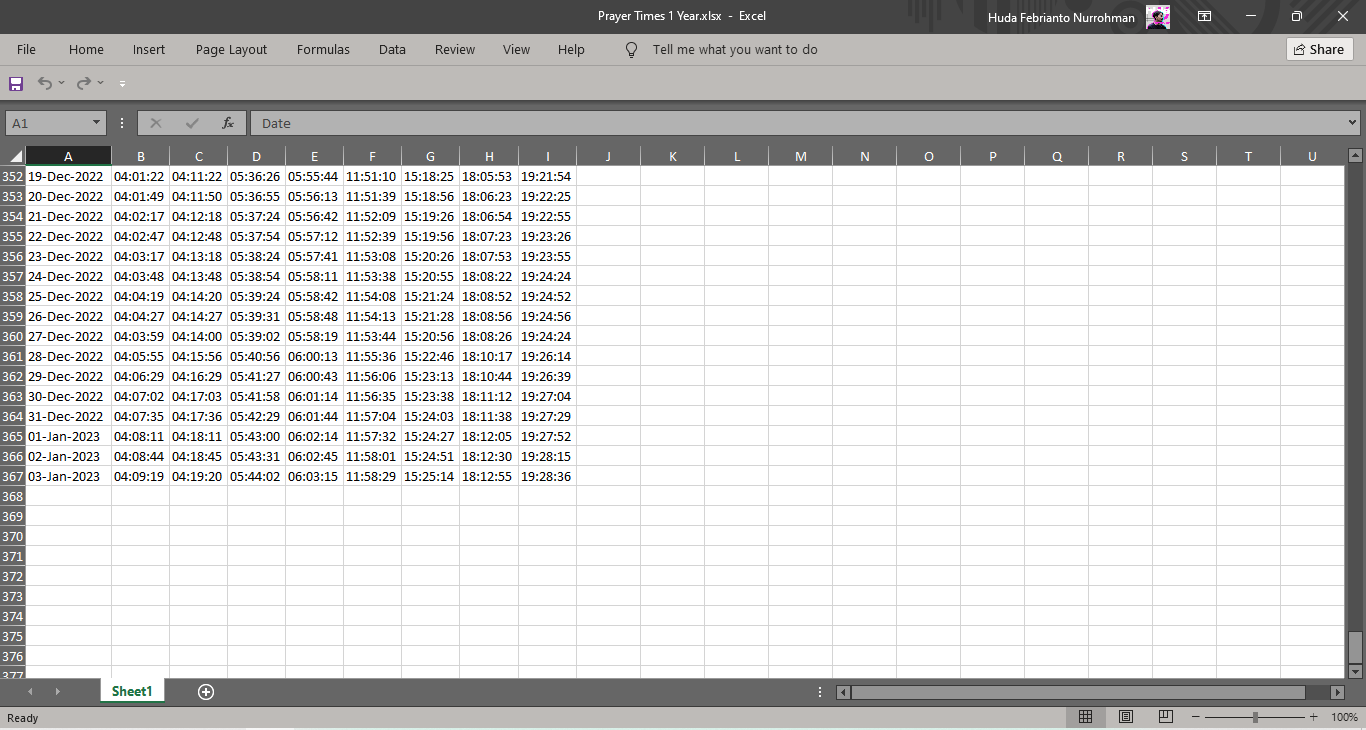 Prayer Times 1 Year.xlsx - Excel
Huda Febrianto Nurrohman
File Home Insert Page Layout Formulas Data Review View Help Tell me what you want to do Share
A1 fx Date
A B C D E F G H I J K L M N O P Q R S T U
352 19-Dec-2022 04:01:22 04:11:22 05:36:26 05:55:44 11:51:10 15:18:25 18:05:53 19:21:54
353 20-Dec-2022 04:01:49 04:11:50 05:36:55 05:56:13 11:51:39 15:18:56 18:06:23 19:22:25
354 21-Dec-2022 04:02:17 04:12:18 05:37:24 05:56:42 11:52:09 15:19:26 18:06:54 19:22:55
355 22-Dec-2022 04:02:47 04:12:48 05:37:54 05:57:12 11:52:39 15:19:56 18:07:23 19:23:26
356 23-Dec-2022 04:03:17 04:13:18 05:38:24 05:57:41 11:53:08 15:20:26 18:07:53 19:23:55
357 24-Dec-2022 04:03:48 04:13:48 05:38:54 05:58:11 11:53:38 15:20:55 18:08:22 19:24:24
358 25-Dec-2022 04:04:19 04:14:20 05:39:24 05:58:42 11:54:08 15:21:24 18:08:52 19:24:52
359 26-Dec-2022 04:04:27 04:14:27 05:39:31 05:58:48 11:54:13 15:21:28 18:08:56 19:24:56
360 27-Dec-2022 04:03:59 04:14:00 05:39:02 05:58:19 11:53:44 15:20:56 18:08:26 19:24:24
361 28-Dec-2022 04:05:55 04:15:56 05:40:56 06:00:13 11:55:36 15:22:46 18:10:17 19:26:14
362 29-Dec-2022 04:06:29 04:16:29 05:41:27 06:00:43 11:56:06 15:23:13 18:10:44 19:26:39
363 30-Dec-2022 04:07:02 04:17:03 05:41:58 06:01:14 11:56:35 15:23:38 18:11:12 19:27:04
364 31-Dec-2022 04:07:35 04:17:36 05:42:29 06:01:44 11:57:04 15:24:03 18:11:38 19:27:29
365 01-Jan-2023 04:08:11 04:18:11 05:43:00 06:02:14 11:57:32 15:24:27 18:12:05 19:27:52
366 02-Jan-2023 04:08:44 04:18:45 05:43:31 06:02:45 11:58:01 15:24:51 18:12:30 19:28:15
367 03-Jan-2023 04:09:19 04:19:20 05:44:02 06:03:15 11:58:29 15:25:14 18:12:55 19:28:36
368
369
370
371
372
373
374
375
376
377
Sheet1
Ready
100%